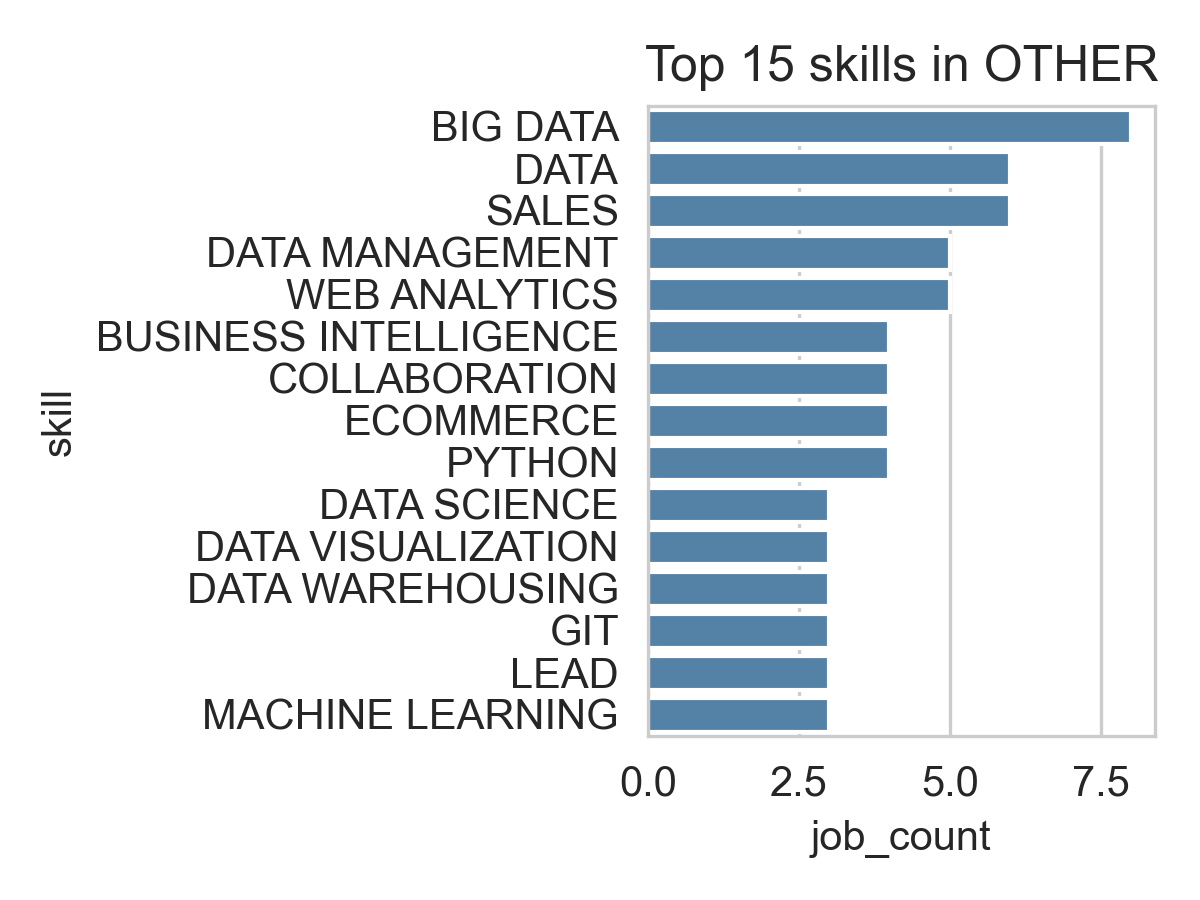 Top 15 skills in OTHER
BIG DATA
DATA
SALES
DATA MANAGEMENT
WEB ANALYTICS
BUSINESS INTELLIGENCE
COLLABORATION
ECOMMERCE
PYTHON
DATA SCIENCE
DATA VISUALIZATION
DATA WAREHOUSING
GIT
LEAD
MACHINE LEARNING
skill
0.0 2.5 5.0 7.5
job_count